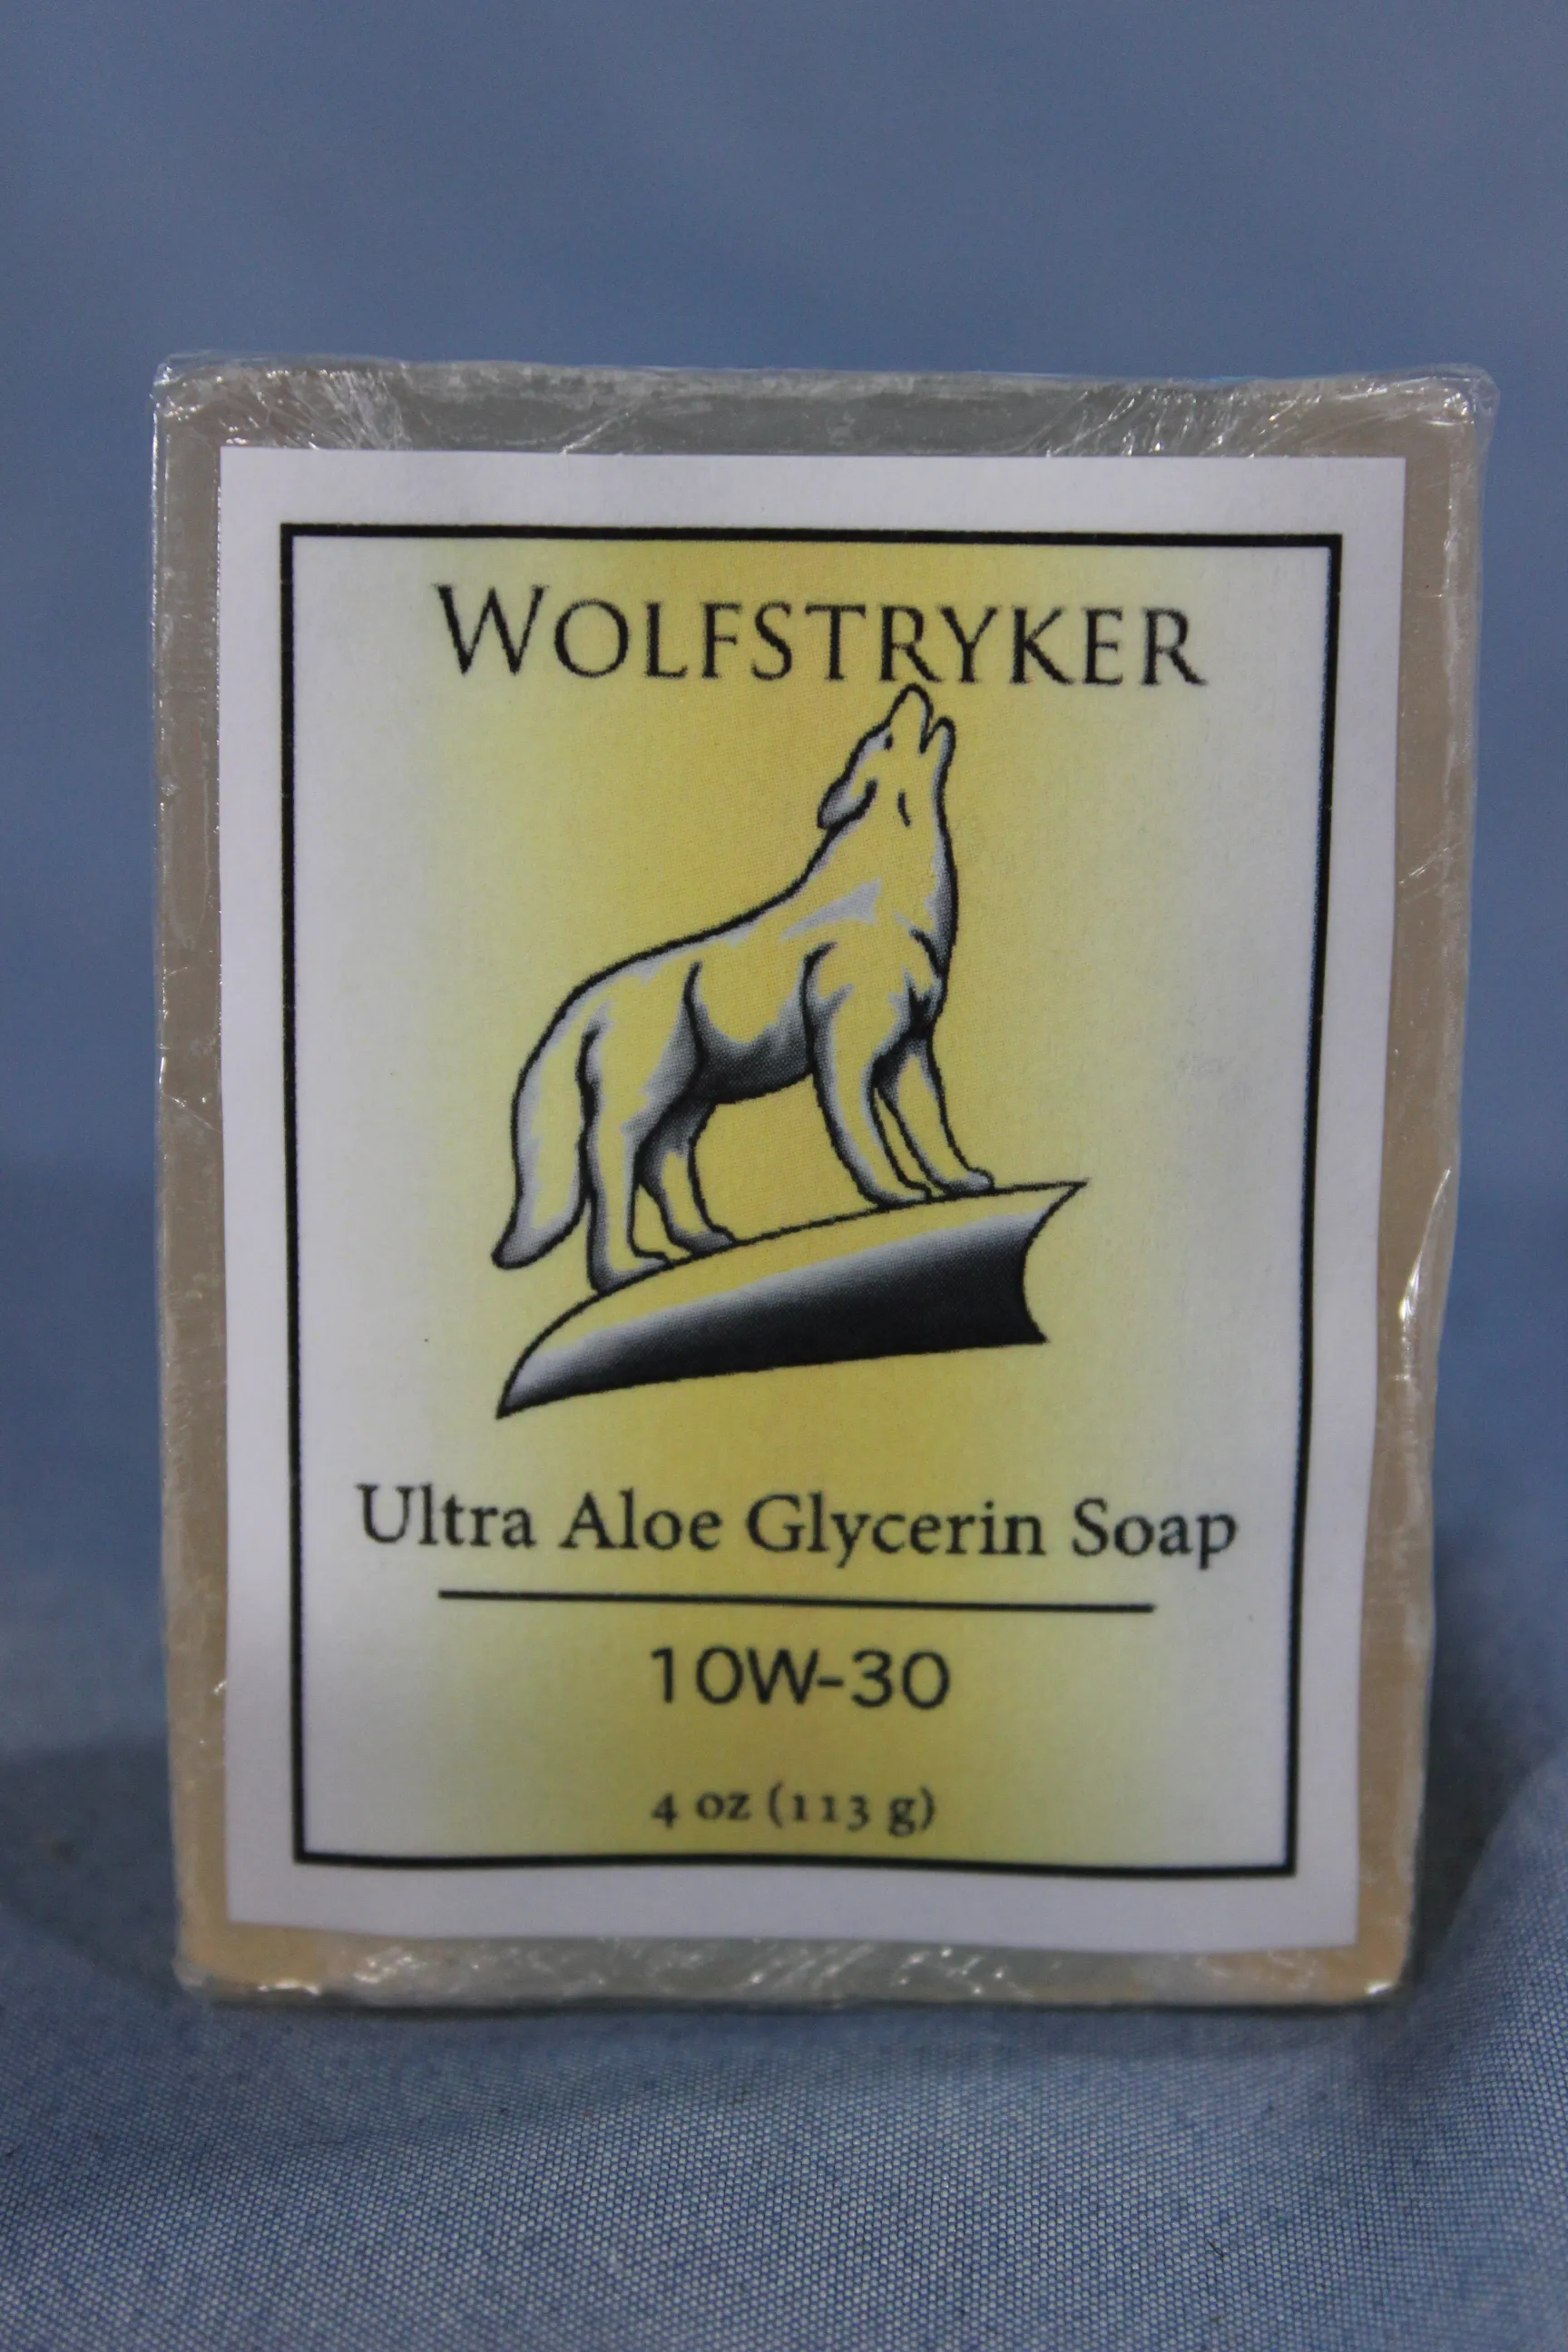 WOLFSTRYKER
Ultra Aloe Glycerin Soap
10W-30
4 oz (113 g)